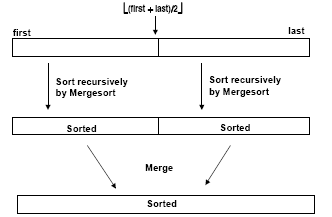 ⌊(first + last)/2⌋
first
last
Sort recursively
by Mergesort
Sort recursively
by Mergesort
Sorted
Sorted
Merge
Sorted